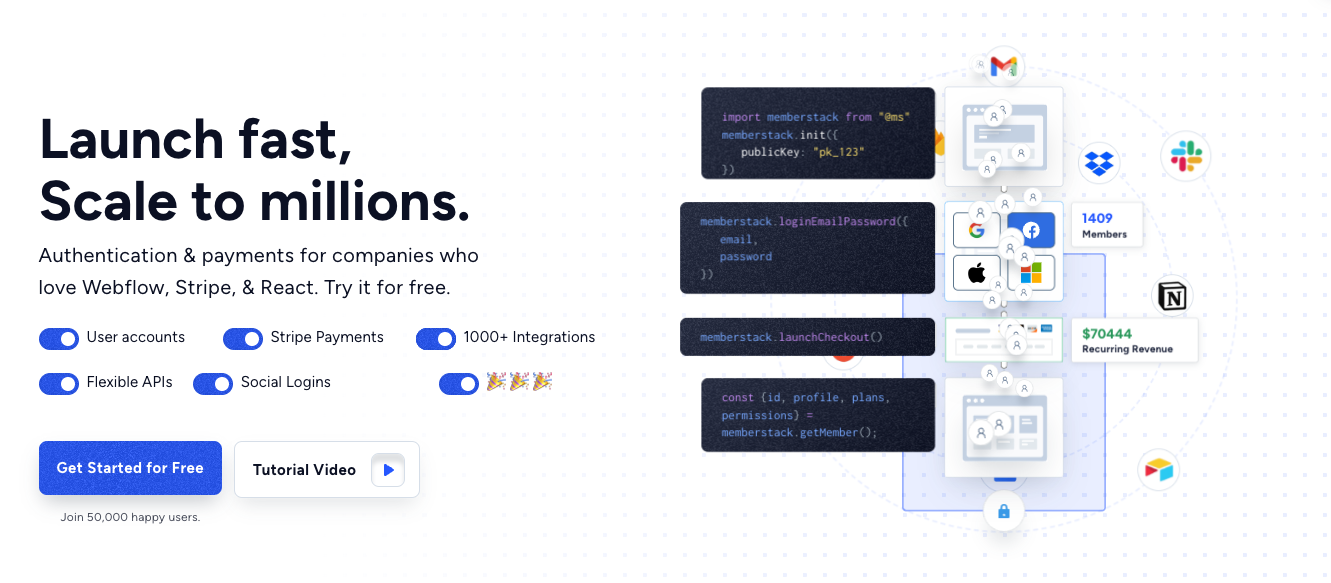 Launch fast,
Scale to millions.
Authentication & payments for companies who
love Webflow, Stripe, & React. Try it for free.
User accounts
Stripe Payments
1000+ Integrations
Flexible APIs
Social Logins
🎉🎉🎉
Get Started for Free
Tutorial Video
Join 50,000 happy users.
import memberstack from "@ms"
memberstack.init({
publicKey: "pk_123"
})
memberstack.loginEmailPassword({
email,
password
})
memberstack.launchCheckout()
const {id, profile, plans,
permissions} =
memberstack.getMember();
1409
Members
$70444
Recurring Revenue